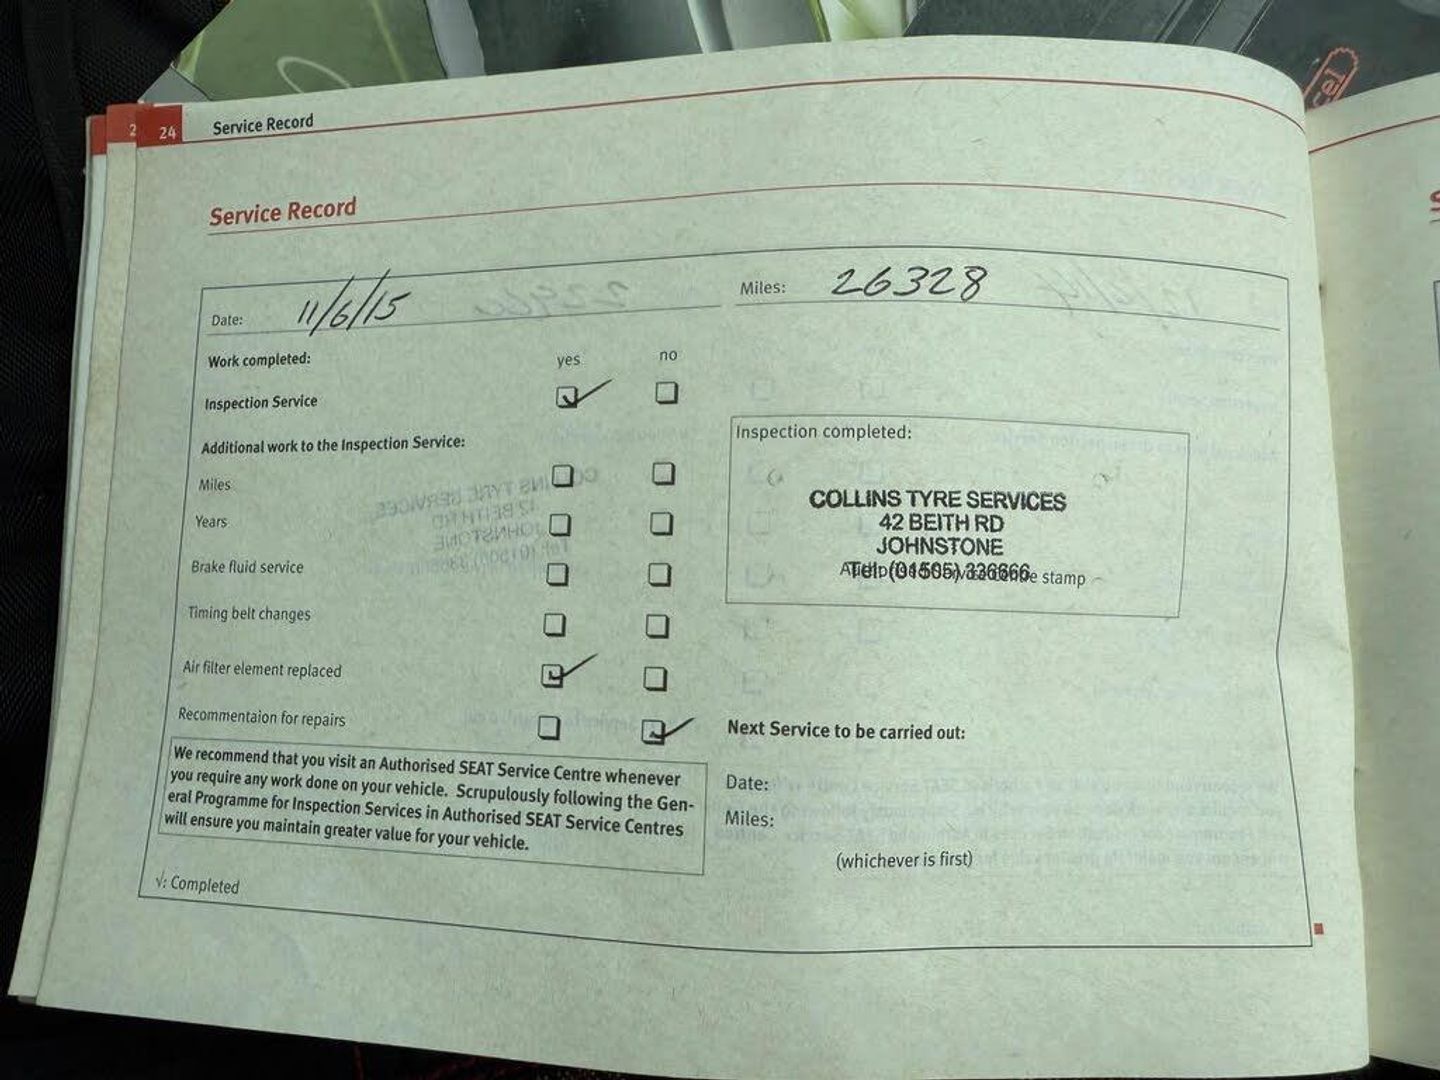 24 Service Record
2
Service Record
Date: 11/6/15 Miles: 26328
Work completed: yes no
Inspection Service
Additional work to the Inspection Service:
Miles
Years
Brake fluid service
Timing belt changes
Air filter element replaced
Recommentaion for repairs
We recommend that you visit an Authorised SEAT Service Centre whenever
you require any work done on your vehicle. Scrupulously following the Gen-
eral Programme for Inspection Services in Authorised SEAT Service Centres
will ensure you maintain greater value for your vehicle.
√: Completed
Inspection completed:
COLLINS TYRE SERVICES
42 BEITH RD
JOHNSTONE
Tel: (01505) 336666
stamp
Next Service to be carried out:
Date:
Miles:
(whichever is first)